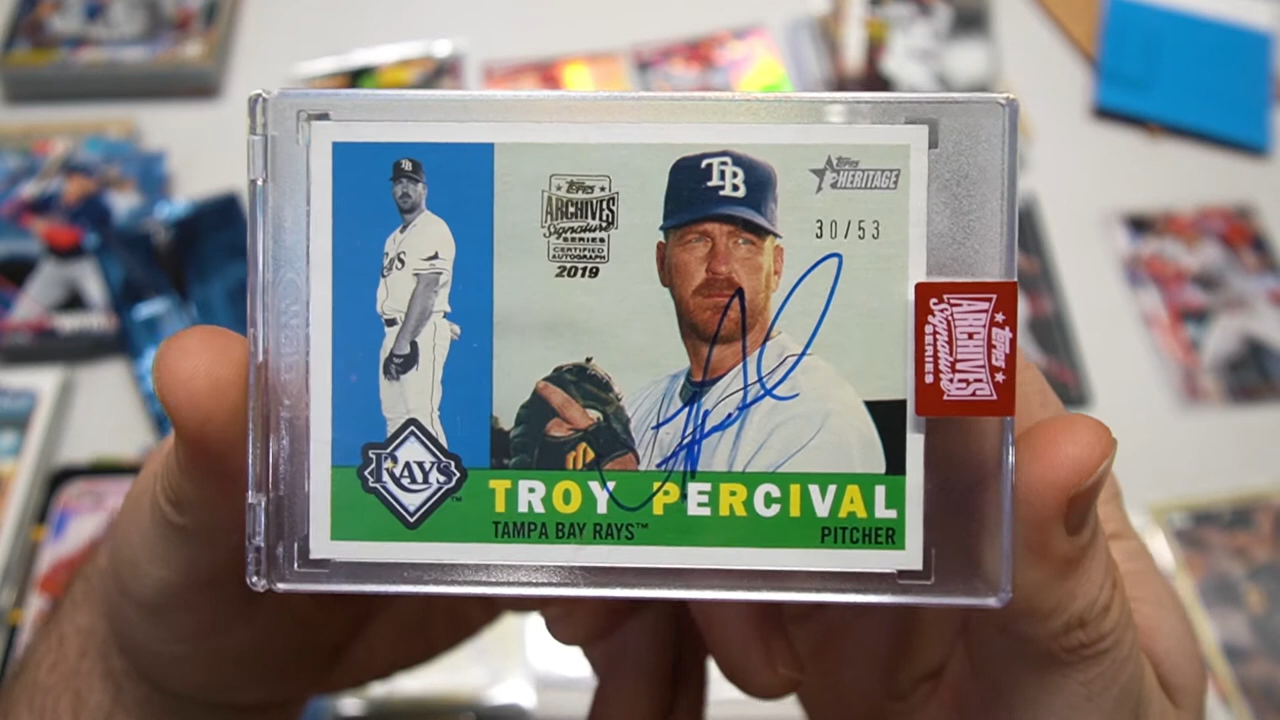 TB
RAYS
Topps
ARCHIVES
Signature
SERIES
CERTIFIED
AUTOGRAPH
2019
TB
Topps
HERITAGE
30/53
RAYS™
TROY PERCIVAL
TAMPA BAY RAYS™
PITCHER
Topps
ARCHIVES
Signature
SERIES